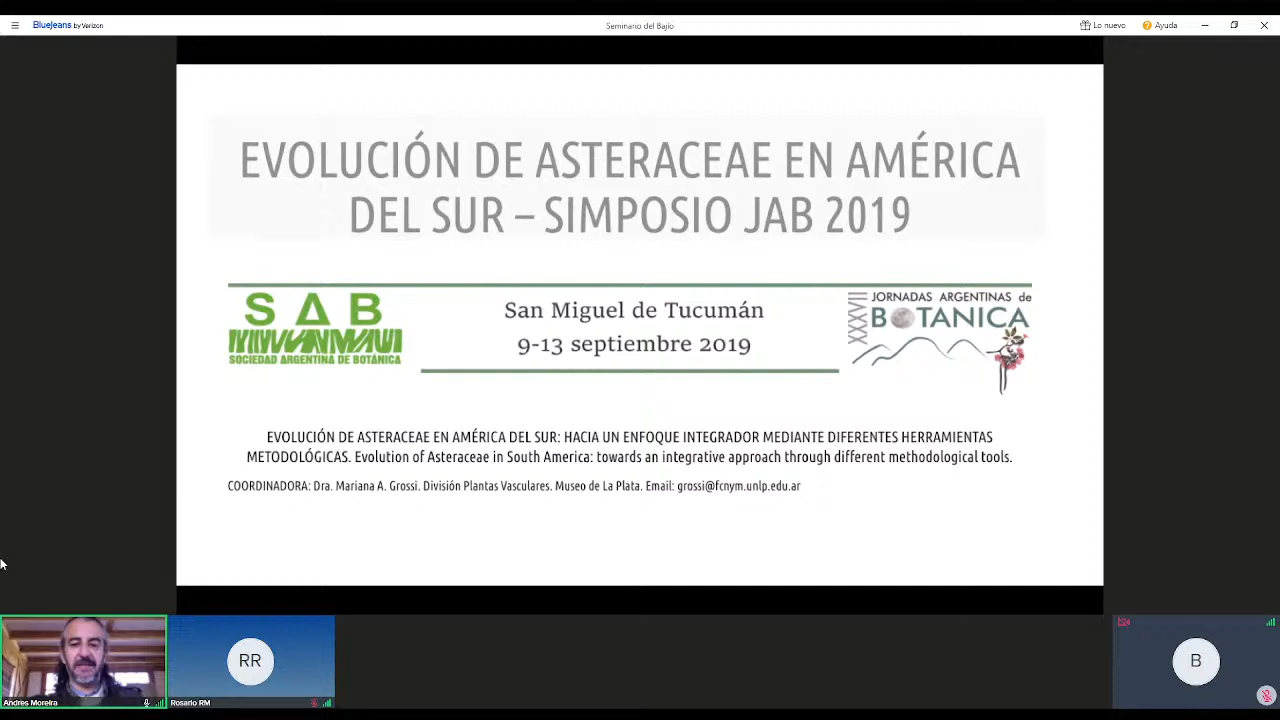 BlueJeans by Verizon
Seminario del Bajío
Lo nuevo
Ayuda
EVOLUCIÓN DE ASTERACEAE EN AMÉRICA
DEL SUR – SIMPOSIO JAB 2019
SAB
SOCIEDAD ARGENTINA DE BOTÁNICA
San Miguel de Tucumán
9-13 septiembre 2019
XXXVII
JORNADAS ARGENTINAS de
BOTANICA
EVOLUCIÓN DE ASTERACEAE EN AMÉRICA DEL SUR: HACIA UN ENFOQUE INTEGRADOR MEDIANTE DIFERENTES HERRAMIENTAS
METODOLÓGICAS. Evolution of Asteraceae in South America: towards an integrative approach through different methodological tools.
COORDINADORA: Dra. Mariana A. Grossi. División Plantas Vasculares. Museo de La Plata. Email: grossi@fcnym.unlp.edu.ar
RR
B
Andres Moreira
Rosario RM